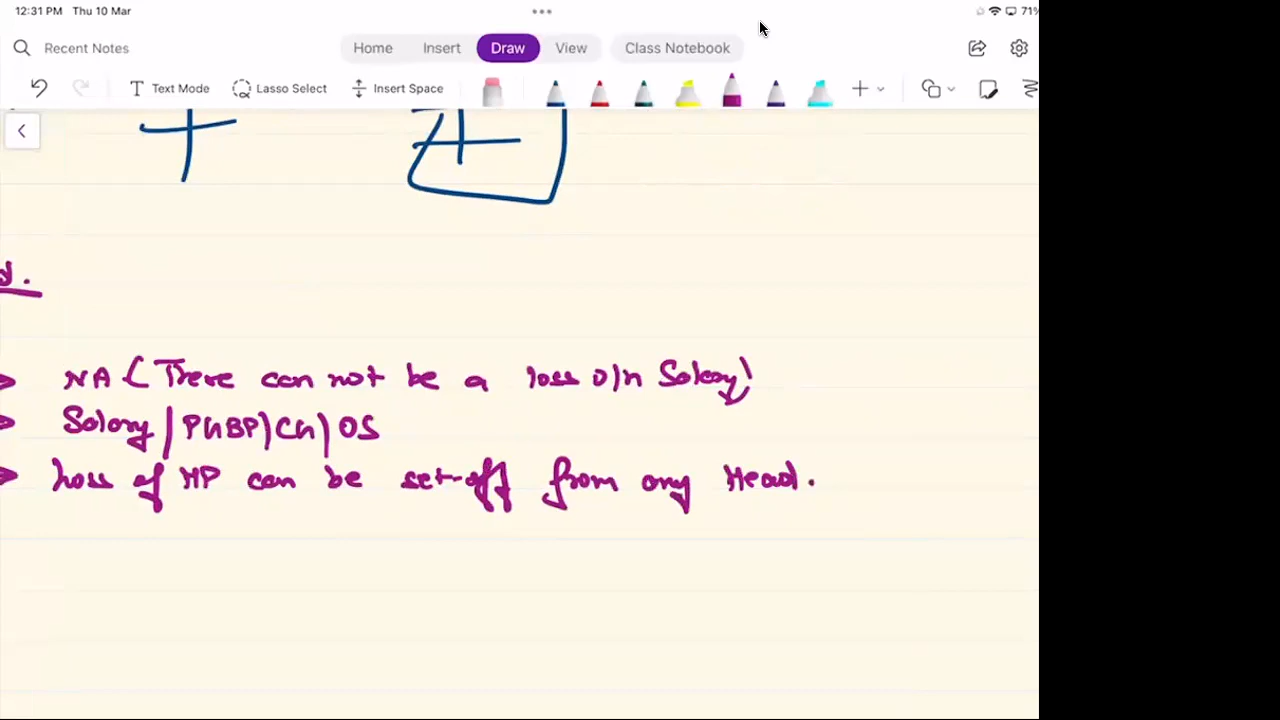 12:31 PM Thu 10 Mar
71%
Recent Notes
Home Insert Draw View Class Notebook
Text Mode Lasso Select Insert Space
d.
NA (There can not be a loss o/h Salary)
Salary | PGBP | CG | OS
Loss of HP can be set-off from any Head.